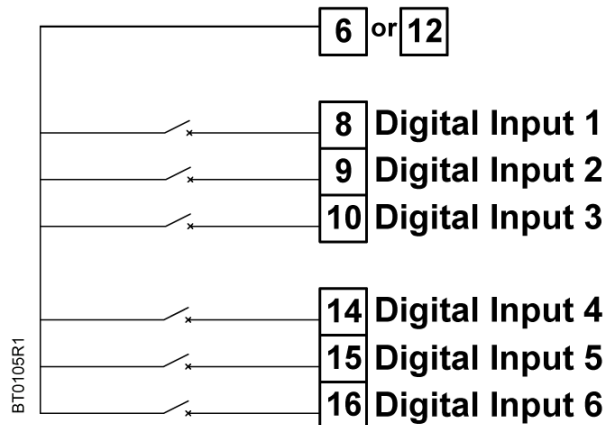 6 or 12
8 Digital Input 1
9 Digital Input 2
10 Digital Input 3
14 Digital Input 4
15 Digital Input 5
16 Digital Input 6
BT0105R1